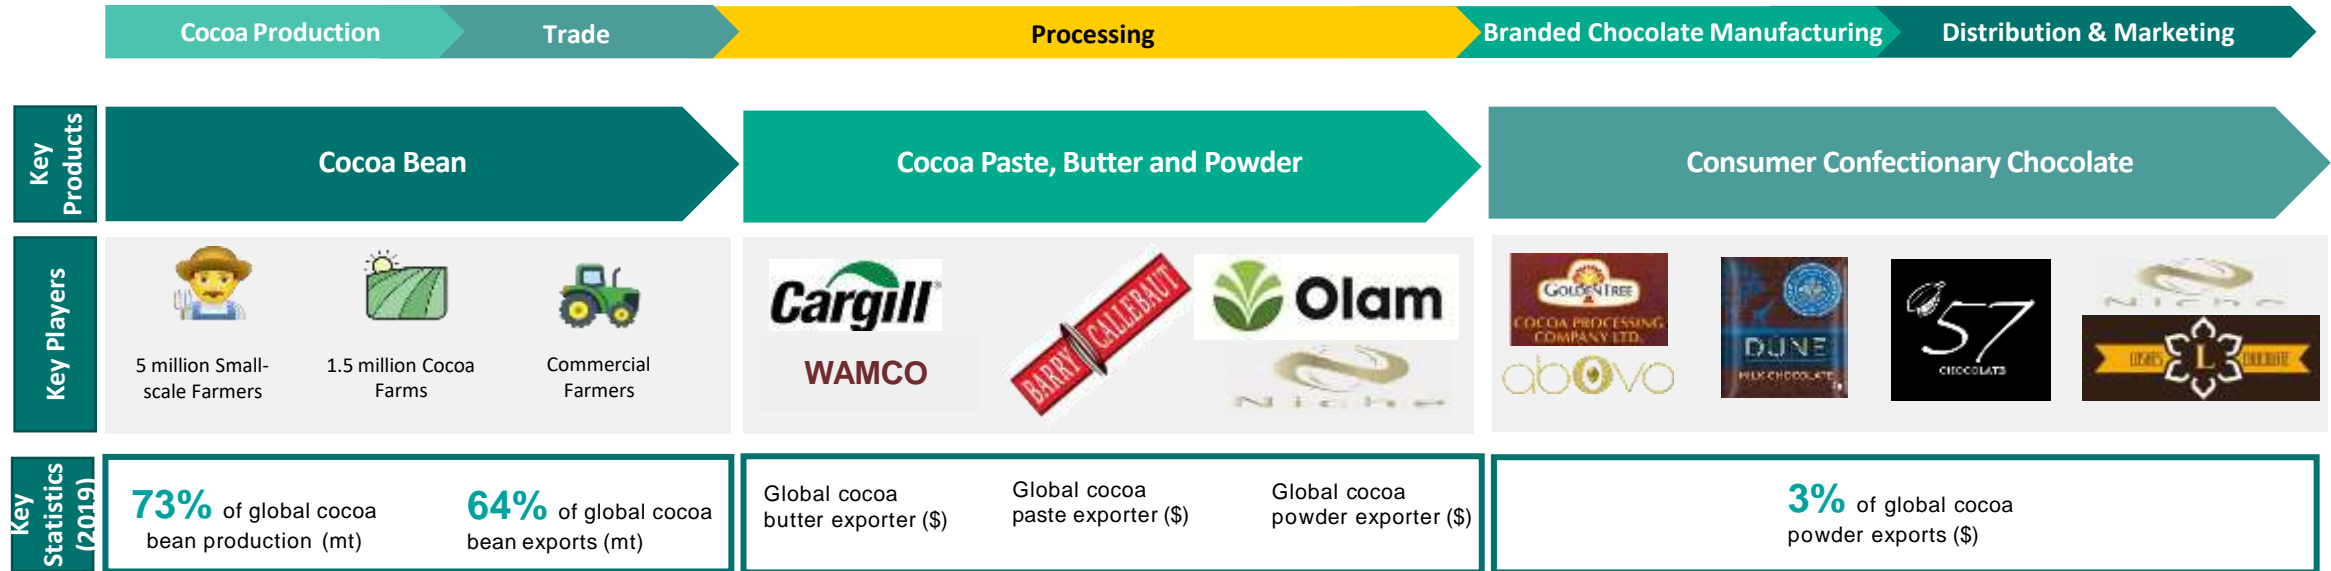 Cocoa Production
Trade
Processing
Branded Chocolate Manufacturing
Distribution & Marketing
Key
Products
Cocoa Bean
Cocoa Paste, Butter and Powder
Consumer Confectionary Chocolate
Key Players
5 million Small-
scale Farmers
1.5 million Cocoa
Farms
Commercial
Farmers
Cargill
WAMCO
BARRY CALLEBAUT
Olam
Niche
GOLDENTREE
COCOA PROCESSING
COMPANY LTD.
abovo
DUNE
MILK CHOCOLATE
'57
CHOCOLATE
Niche
L
CHOCOLATE
Key
Statistics
(2019)
73% of global cocoa
bean production (mt)
64% of global cocoa
bean exports (mt)
Global cocoa
butter exporter ($)
Global cocoa
paste exporter ($)
Global cocoa
powder exporter ($)
3% of global cocoa
powder exports ($)